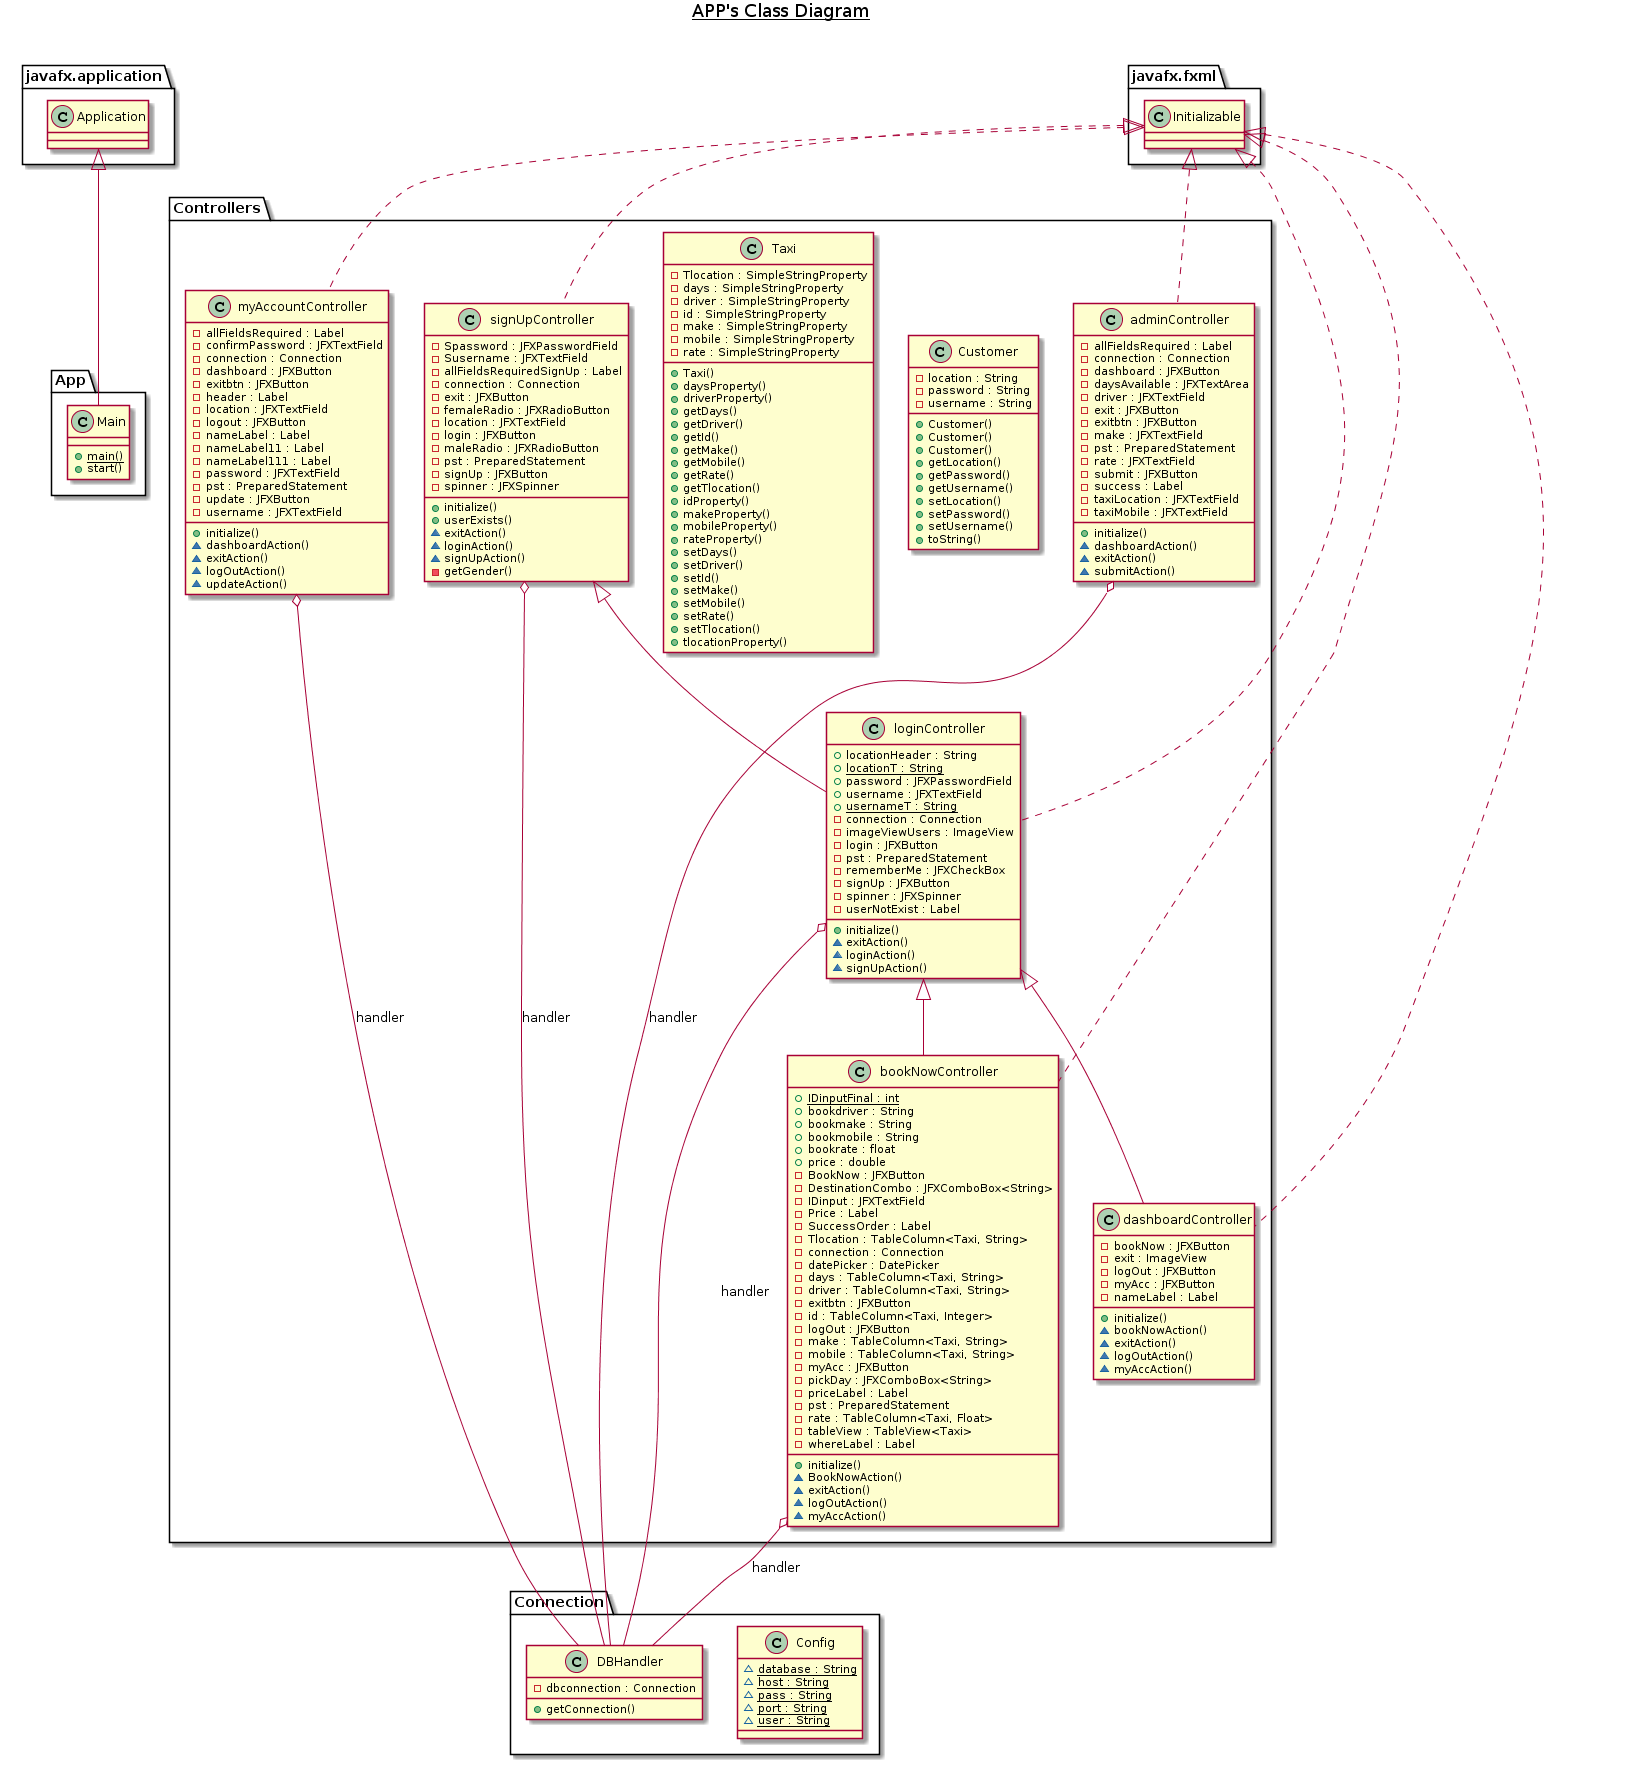 APP's Class Diagram
javafx.application
C Application
javafx.fxml
C Initializable
App
C Main
main()
start()
Controllers
C myAccountController
allFieldsRequired : Label
confirmPassword : JFXTextField
connection : Connection
dashboard : JFXButton
exitbtn : JFXButton
header : Label
location : JFXTextField
logout : JFXButton
nameLabel : Label
nameLabel11 : Label
nameLabel111 : Label
password : JFXTextField
pst : PreparedStatement
update : JFXButton
username : JFXTextField
initialize()
dashboardAction()
exitAction()
logOutAction()
updateAction()
C signUpController
Spassword : JFXPasswordField
Susername : JFXTextField
allFieldsRequiredSignUp : Label
connection : Connection
exit : JFXButton
femaleRadio : JFXRadioButton
location : JFXTextField
login : JFXButton
maleRadio : JFXRadioButton
pst : PreparedStatement
signUp : JFXButton
spinner : JFXSpinner
initialize()
userExists()
exitAction()
loginAction()
signUpAction()
getGender()
C Taxi
Tlocation : SimpleStringProperty
days : SimpleStringProperty
driver : SimpleStringProperty
id : SimpleStringProperty
make : SimpleStringProperty
mobile : SimpleStringProperty
rate : SimpleStringProperty
Taxi()
daysProperty()
driverProperty()
getDays()
getDriver()
getId()
getMake()
getMobile()
getRate()
getTlocation()
idProperty()
makeProperty()
mobileProperty()
rateProperty()
setDays()
setDriver()
setId()
setMake()
setMobile()
setRate()
setTlocation()
tlocationProperty()
C Customer
location : String
password : String
username : String
Customer()
Customer()
Customer()
getLocation()
getPassword()
getUsername()
setLocation()
setPassword()
setUsername()
toString()
C adminController
allFieldsRequired : Label
connection : Connection
dashboard : JFXButton
daysAvailable : JFXTextArea
driver : JFXTextField
exit : JFXButton
exitbtn : JFXButton
make : JFXTextField
pst : PreparedStatement
rate : JFXTextField
submit : JFXButton
success : Label
taxiLocation : JFXTextField
taxiMobile : JFXTextField
initialize()
dashboardAction()
exitAction()
submitAction()
C loginController
locationHeader : String
locationT : String
password : JFXPasswordField
username : JFXTextField
usernameT : String
connection : Connection
imageViewUsers : ImageView
login : JFXButton
pst : PreparedStatement
rememberMe : JFXCheckBox
signUp : JFXButton
spinner : JFXSpinner
userNotExist : Label
initialize()
exitAction()
loginAction()
signUpAction()
handler
handler
handler
handler
C bookNowController
IDinputFinal : int
bookdriver : String
bookmake : String
bookmobile : String
bookrate : float
price : double
BookNow : JFXButton
DestinationCombo : JFXComboBox<String>
IDinput : JFXTextField
Price : Label
SuccessOrder : Label
Tlocation : TableColumn<Taxi, String>
connection : Connection
datePicker : DatePicker
days : TableColumn<Taxi, String>
driver : TableColumn<Taxi, String>
exitbtn : JFXButton
id : TableColumn<Taxi, Integer>
logOut : JFXButton
make : TableColumn<Taxi, String>
mobile : TableColumn<Taxi, String>
myAcc : JFXButton
pickDay : JFXComboBox<String>
priceLabel : Label
pst : PreparedStatement
rate : TableColumn<Taxi, Float>
tableView : TableView<Taxi>
whereLabel : Label
initialize()
BookNowAction()
exitAction()
logOutAction()
myAccAction()
C dashboardController
bookNow : JFXButton
exit : ImageView
logOut : JFXButton
myAcc : JFXButton
nameLabel : Label
initialize()
bookNowAction()
exitAction()
logOutAction()
myAccAction()
handler
Connection
C DBHandler
dbconnection : Connection
getConnection()
C Config
database : String
host : String
pass : String
port : String
user : String